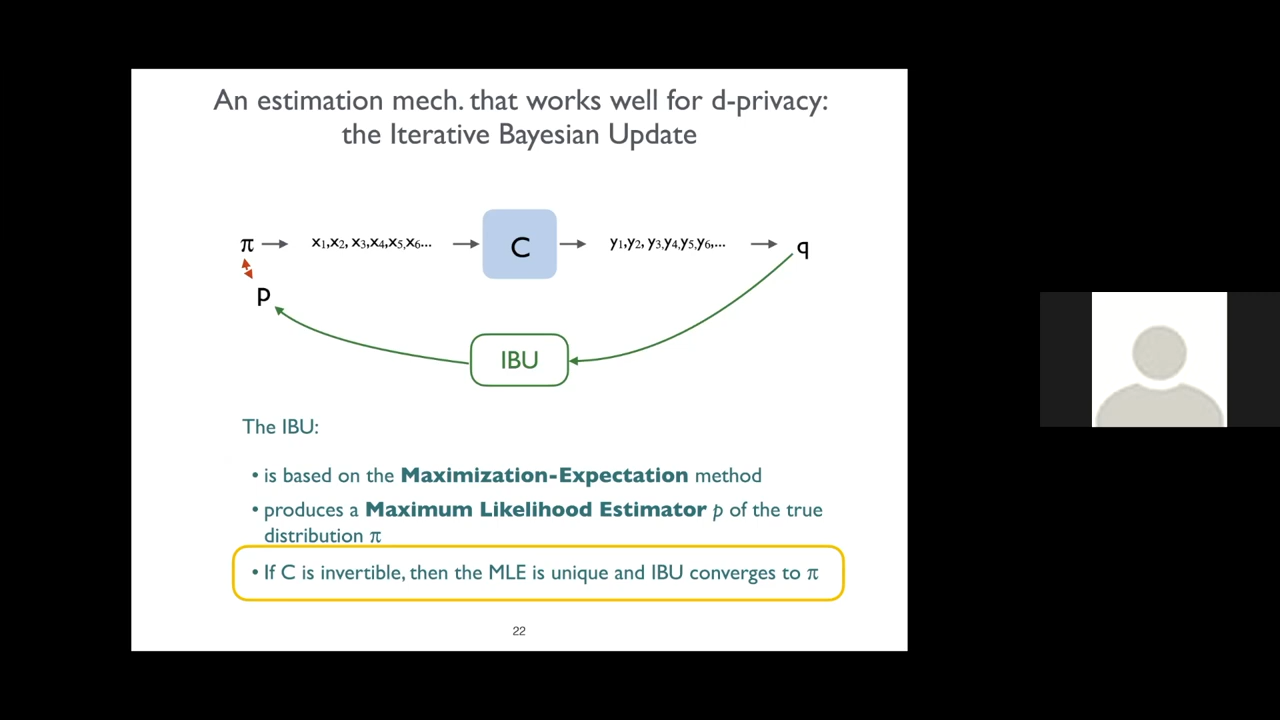 An estimation mech. that works well for d-privacy:
the Iterative Bayesian Update
π
x₁,x₂, x₃,x₄,x₅,x₆...
C
y₁,y₂, y₃,y₄,y₅,y₆,...
q
p
IBU
The IBU:
• is based on the Maximization-Expectation method
• produces a Maximum Likelihood Estimator p of the true
distribution π
• If C is invertible, then the MLE is unique and IBU converges to π
22